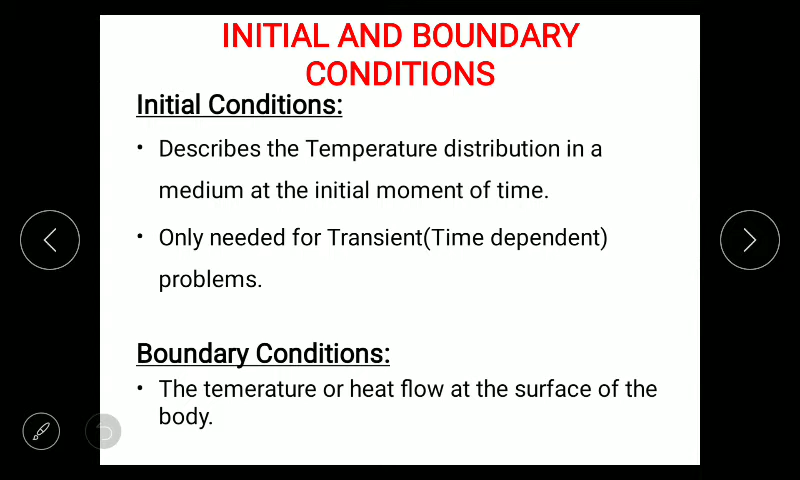 INITIAL AND BOUNDARY
CONDITIONS
Initial Conditions:
• Describes the Temperature distribution in a
medium at the initial moment of time.
• Only needed for Transient(Time dependent)
problems.
Boundary Conditions:
• The temerature or heat flow at the surface of the
body.